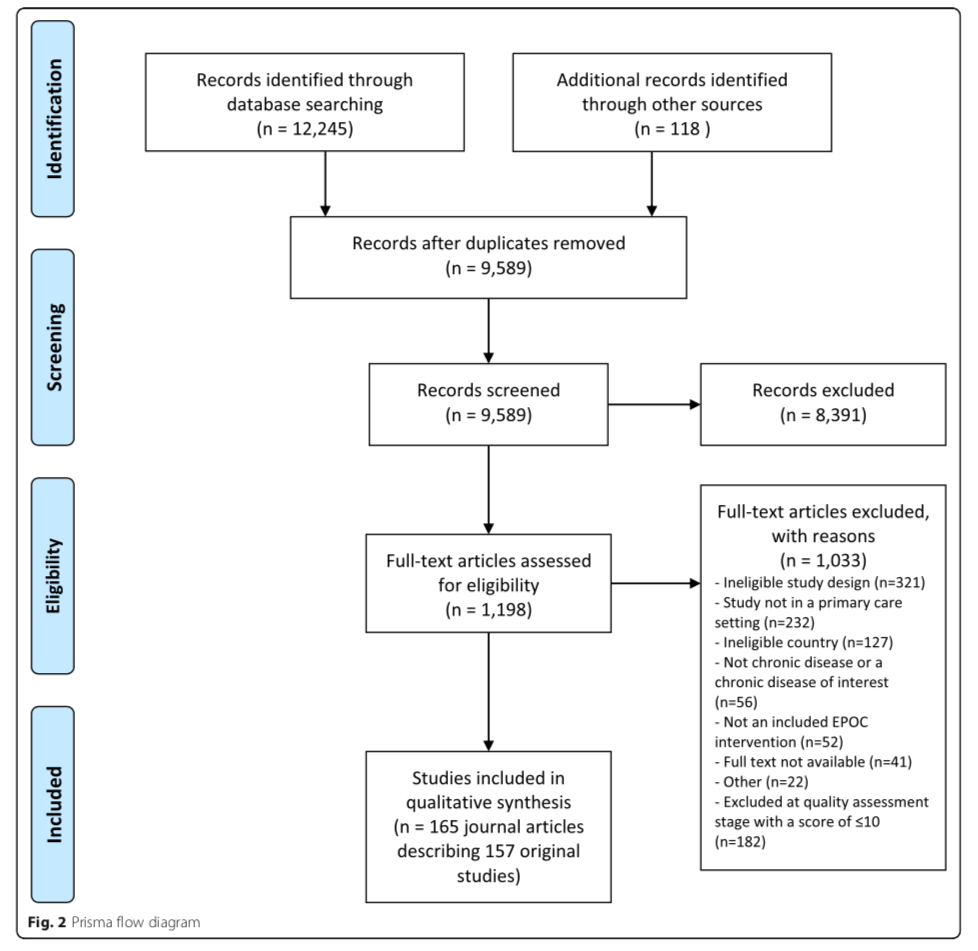 Identification
Records identified through
database searching
(n = 12,245)
Additional records identified
through other sources
(n = 118 )
Records after duplicates removed
(n = 9,589)
Screening
Records screened
(n = 9,589)
Records excluded
(n = 8,391)
Eligibility
Full-text articles assessed
for eligibility
(n = 1,198)
Full-text articles excluded,
with reasons
(n = 1,033)
- Ineligible study design (n=321)
- Study not in a primary care
setting (n=232)
- Ineligible country (n=127)
- Not chronic disease or a
chronic disease of interest
(n=56)
- Not an included EPOC
intervention (n=52)
- Full text not available (n=41)
- Other (n=22)
- Excluded at quality assessment
stage with a score of ≤10
(n=182)
Included
Studies included in
qualitative synthesis
(n = 165 journal articles
describing 157 original
studies)
Fig. 2 Prisma flow diagram